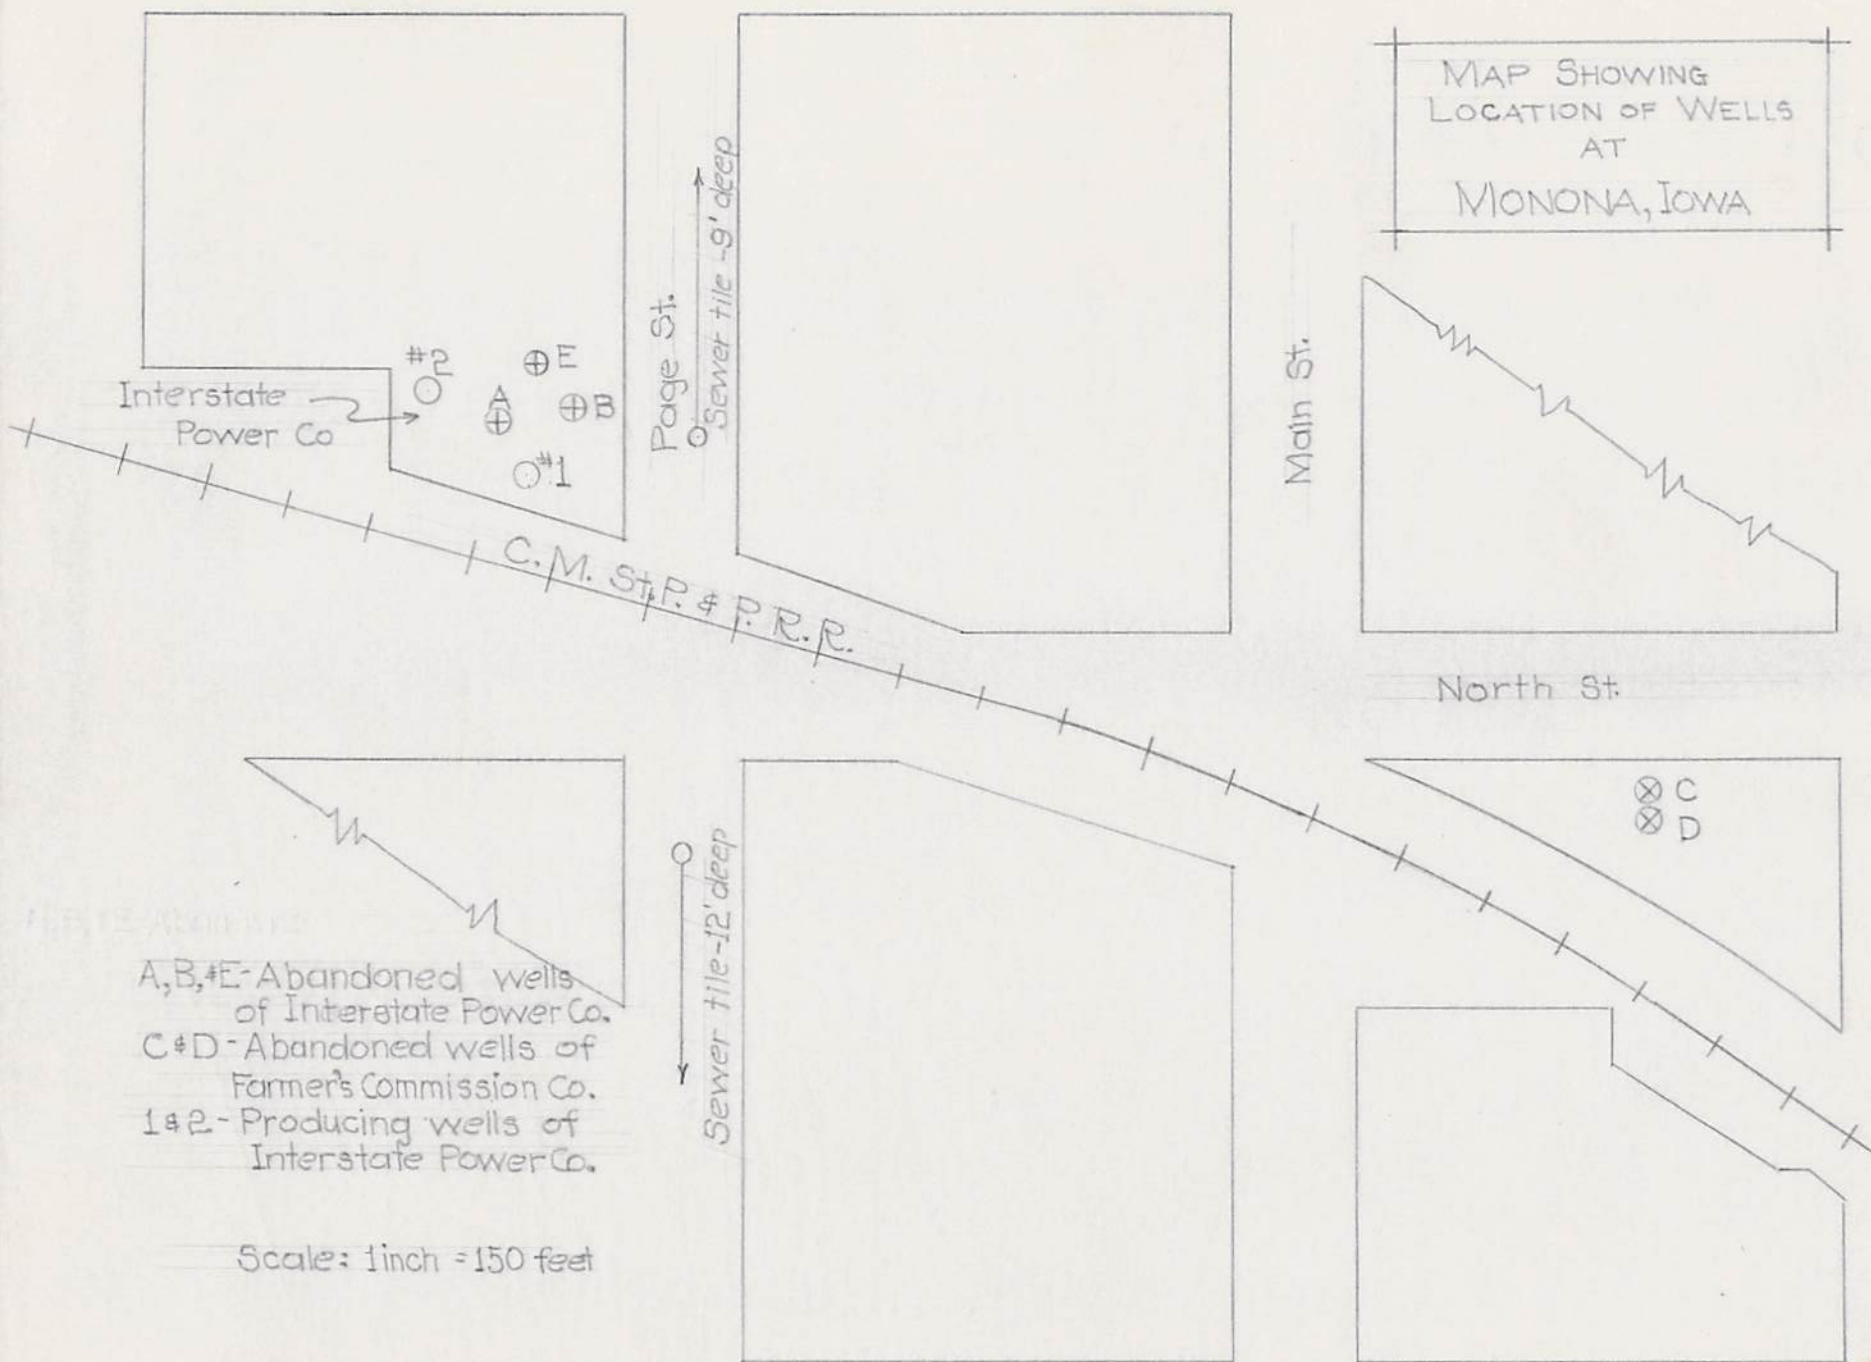 MAP SHOWING
LOCATION OF WELLS
AT
MONONA, IOWA
Sewer tile -9' deep
Page St.
Main St.
#2
E
A
B
#1
Interstate
Power Co
C. M. St. P. & P. R. R.
North St.
C
D
Sewer tile-12' deep
A, B, & E-Abandoned wells
of Interstate Power Co.
C & D - Abandoned wells of
Farmer's Commission Co.
1 & 2 - Producing wells of
Interstate Power Co.
Scale: 1inch = 150 feet